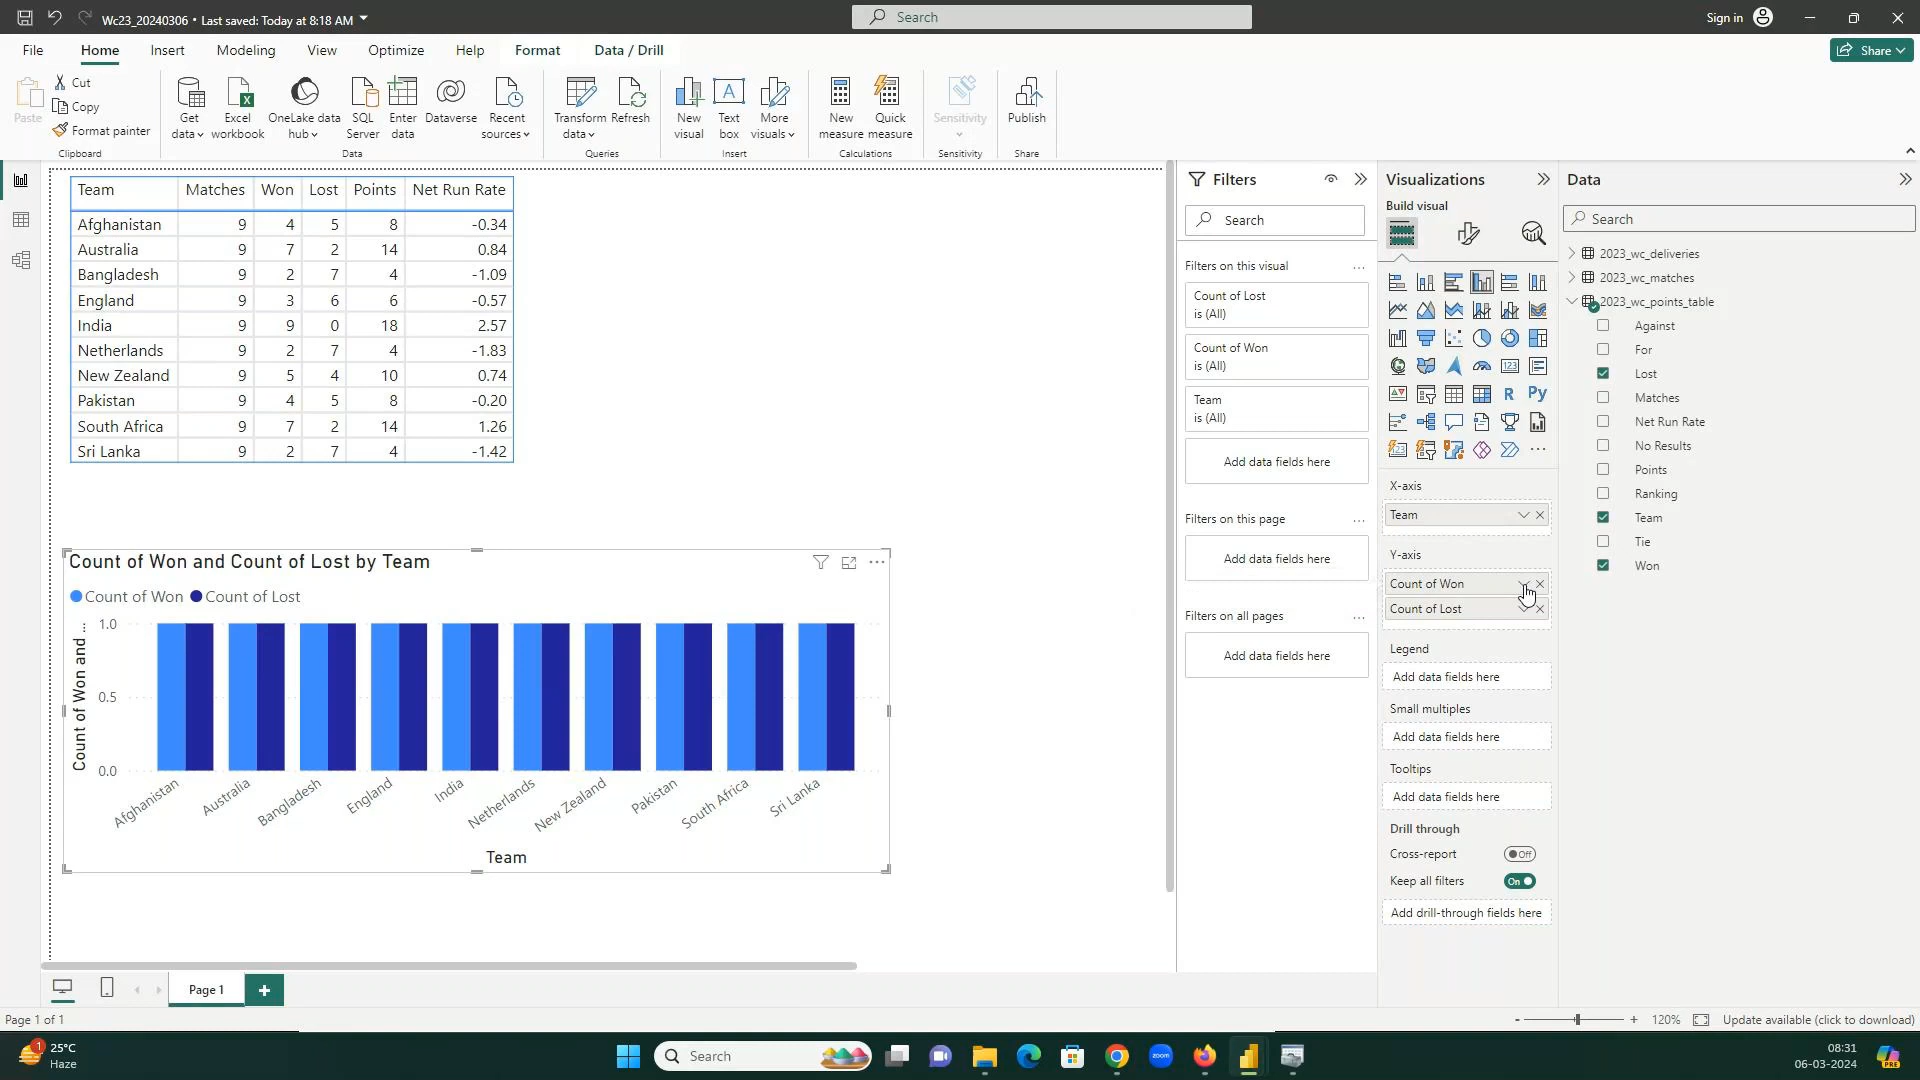 Wc23_20240306 • Last saved: Today at 8:18 AM
Search
Sign in
File
Home
Insert
Modeling
View
Optimize
Help
Format
Data / Drill
Share
Paste
Cut
Copy
Format painter
Clipboard
Get data
Excel workbook
OneLake data hub
SQL Server
Enter data
Dataverse
Recent sources
Data
Transform data
Refresh
Queries
New visual
Text box
More visuals
Insert
New measure
Quick measure
Calculations
Sensitivity
Sensitivity
Publish
Share
Team Matches Won Lost Points Net Run Rate
Afghanistan 9 4 5 8 -0.34
Australia 9 7 2 14 0.84
Bangladesh 9 2 7 4 -1.09
England 9 3 6 6 -0.57
India 9 9 0 18 2.57
Netherlands 9 2 7 4 -1.83
New Zealand 9 5 4 10 0.74
Pakistan 9 4 5 8 -0.20
South Africa 9 7 2 14 1.26
Sri Lanka 9 2 7 4 -1.42
Count of Won and Count of Lost by Team
Count of Won Count of Lost
Count of Won and ...
1.0
0.5
0.0
Afghanistan
Australia
Bangladesh
England
India
Netherlands
New Zealand
Pakistan
South Africa
Sri Lanka
Team
Filters
Search
Filters on this visual
Count of Lost
is (All)
Count of Won
is (All)
Team
is (All)
Add data fields here
Filters on this page
Add data fields here
Filters on all pages
Add data fields here
Visualizations
Build visual
123
R
Py
X-axis
Team
Y-axis
Count of Won
Count of Lost
Legend
Add data fields here
Small multiples
Add data fields here
Tooltips
Add data fields here
Drill through
Cross-report
Off
Keep all filters
On
Add drill-through fields here
Data
Search
2023_wc_deliveries
2023_wc_matches
2023_wc_points_table
Against
For
Lost
Matches
Net Run Rate
No Results
Points
Ranking
Team
Tie
Won
Page 1
Page 1 of 1
- + 120%
Update available (click to download)
1
25°C
Haze
Search
zoom
08:31
06-03-2024
PRE